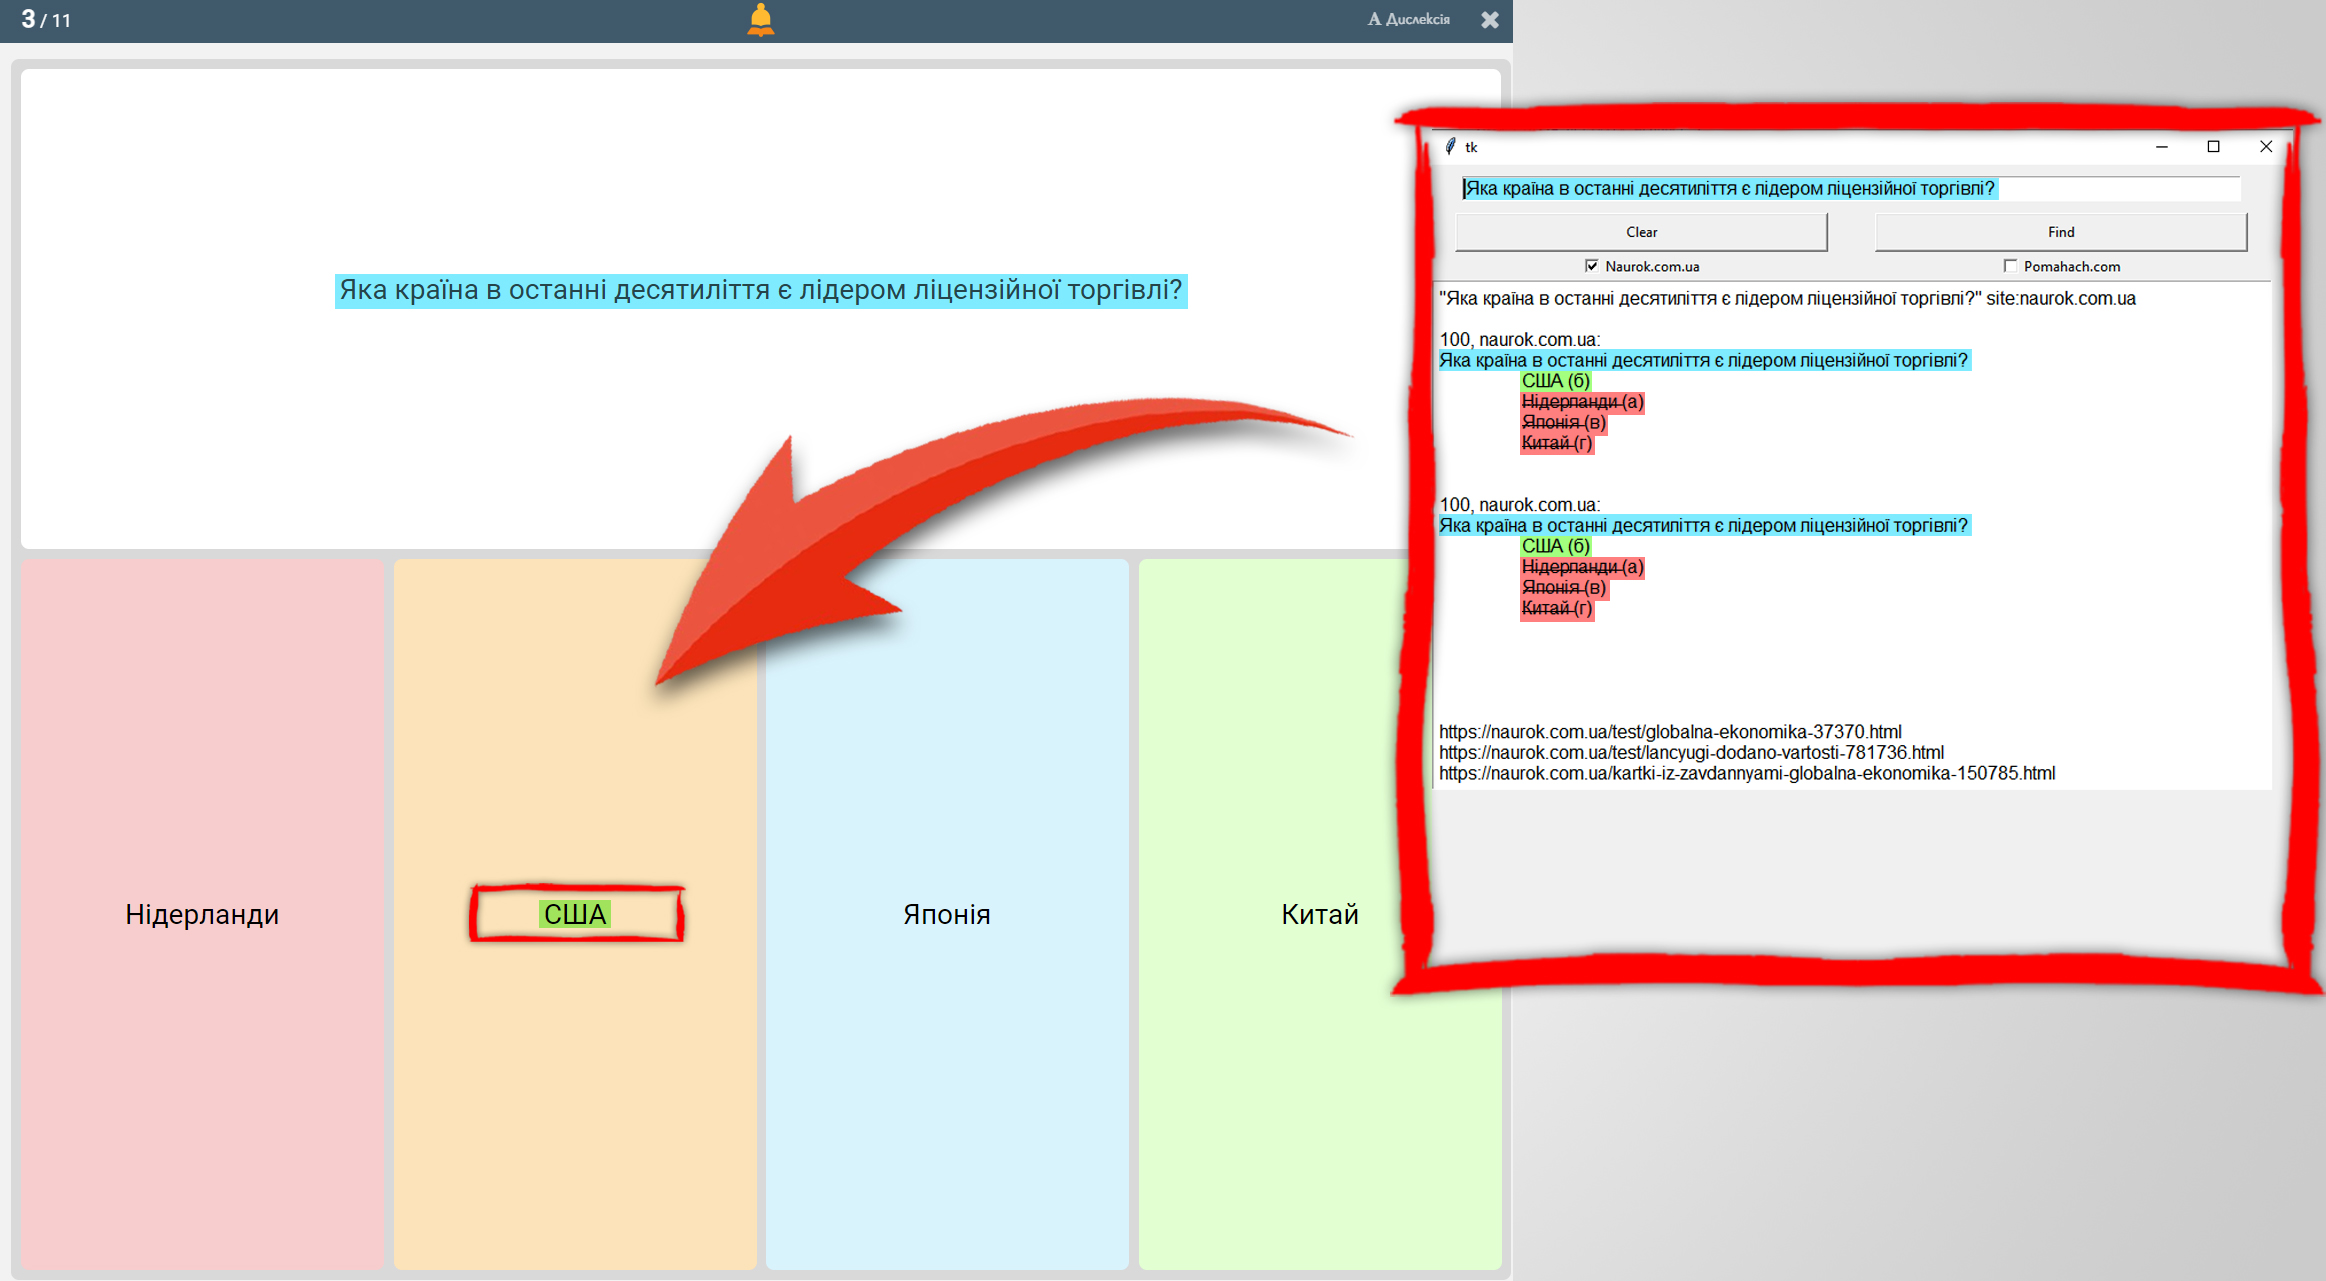 3 / 11
A Дислексія
Яка країна в останні десятиліття є лідером ліцензійної торгівлі?
Нідерланди
США
Японія
Китай
tk
Яка країна в останні десятиліття є лідером ліцензійної торгівлі?
Clear
Find
Naurok.com.ua
Pomahach.com
"Яка країна в останні десятиліття є лідером ліцензійної торгівлі?" site:naurok.com.ua
100, naurok.com.ua:
Яка країна в останні десятиліття є лідером ліцензійної торгівлі?
США (б)
Нідерланди (а)
Японія (в)
Китай (г)
100, naurok.com.ua:
Яка країна в останні десятиліття є лідером ліцензійної торгівлі?
США (б)
Нідерланди (а)
Японія (в)
Китай (г)
https://naurok.com.ua/test/globalna-ekonomika-37370.html
https://naurok.com.ua/test/lancyugi-dodano-vartosti-781736.html
https://naurok.com.ua/kartki-iz-zavdannyami-globalna-ekonomika-150785.html